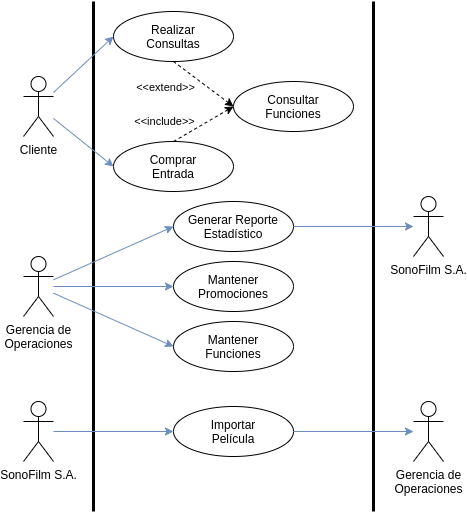 Realizar
Consultas
<<extend>>
Consultar
Funciones
<<include>>
Cliente
Comprar
Entrada
Generar Reporte
Estadístico
SonoFilm S.A.
Mantener
Promociones
Gerencia de
Operaciones
Mantener
Funciones
Importar
Película
SonoFilm S.A.
Gerencia de
Operaciones